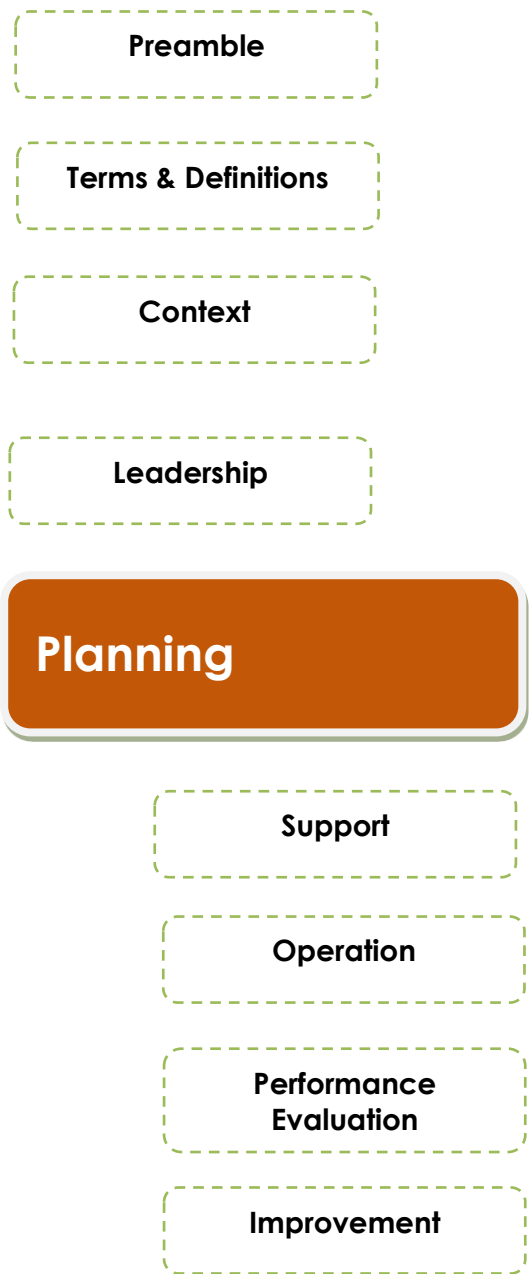 Preamble
Terms & Definitions
Context
Leadership
Planning
Support
Operation
Performance
Evaluation
Improvement